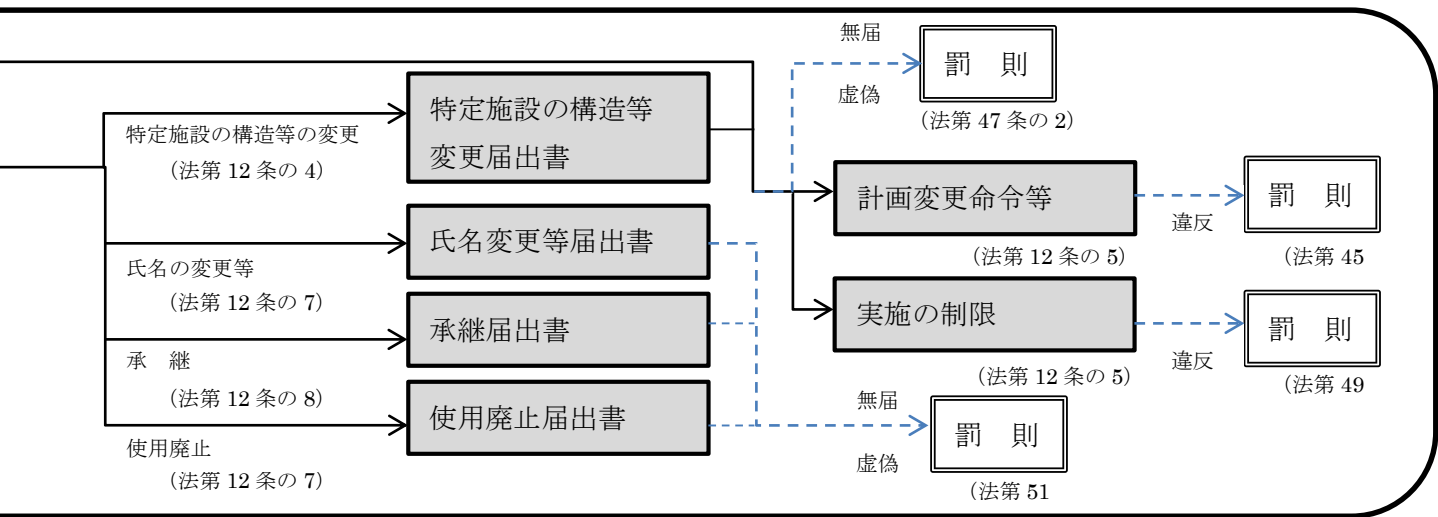 無届
虚偽
罰 則
(法第 47 条の 2)
特定施設の構造等の変更
(法第 12 条の 4)
特定施設の構造等
変更届出書
計画変更命令等
(法第 12 条の 5)
違反
罰 則
(法第 45
氏名の変更等
(法第 12 条の 7)
氏名変更等届出書
実施の制限
(法第 12 条の 5)
違反
罰 則
(法第 49
承 継
(法第 12 条の 8)
承継届出書
使用廃止
(法第 12 条の 7)
使用廃止届出書
無届
虚偽
罰 則
(法第 51